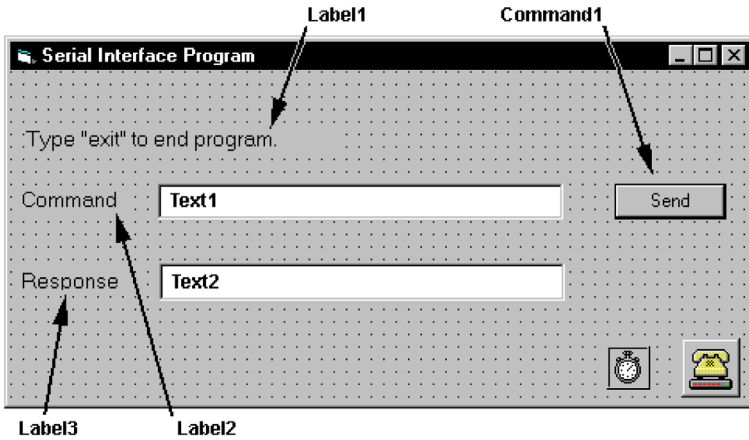 Label1 Command1
Serial Interface Program
Type "exit" to end program.
Command Text1 Send
Response Text2
Label3 Label2